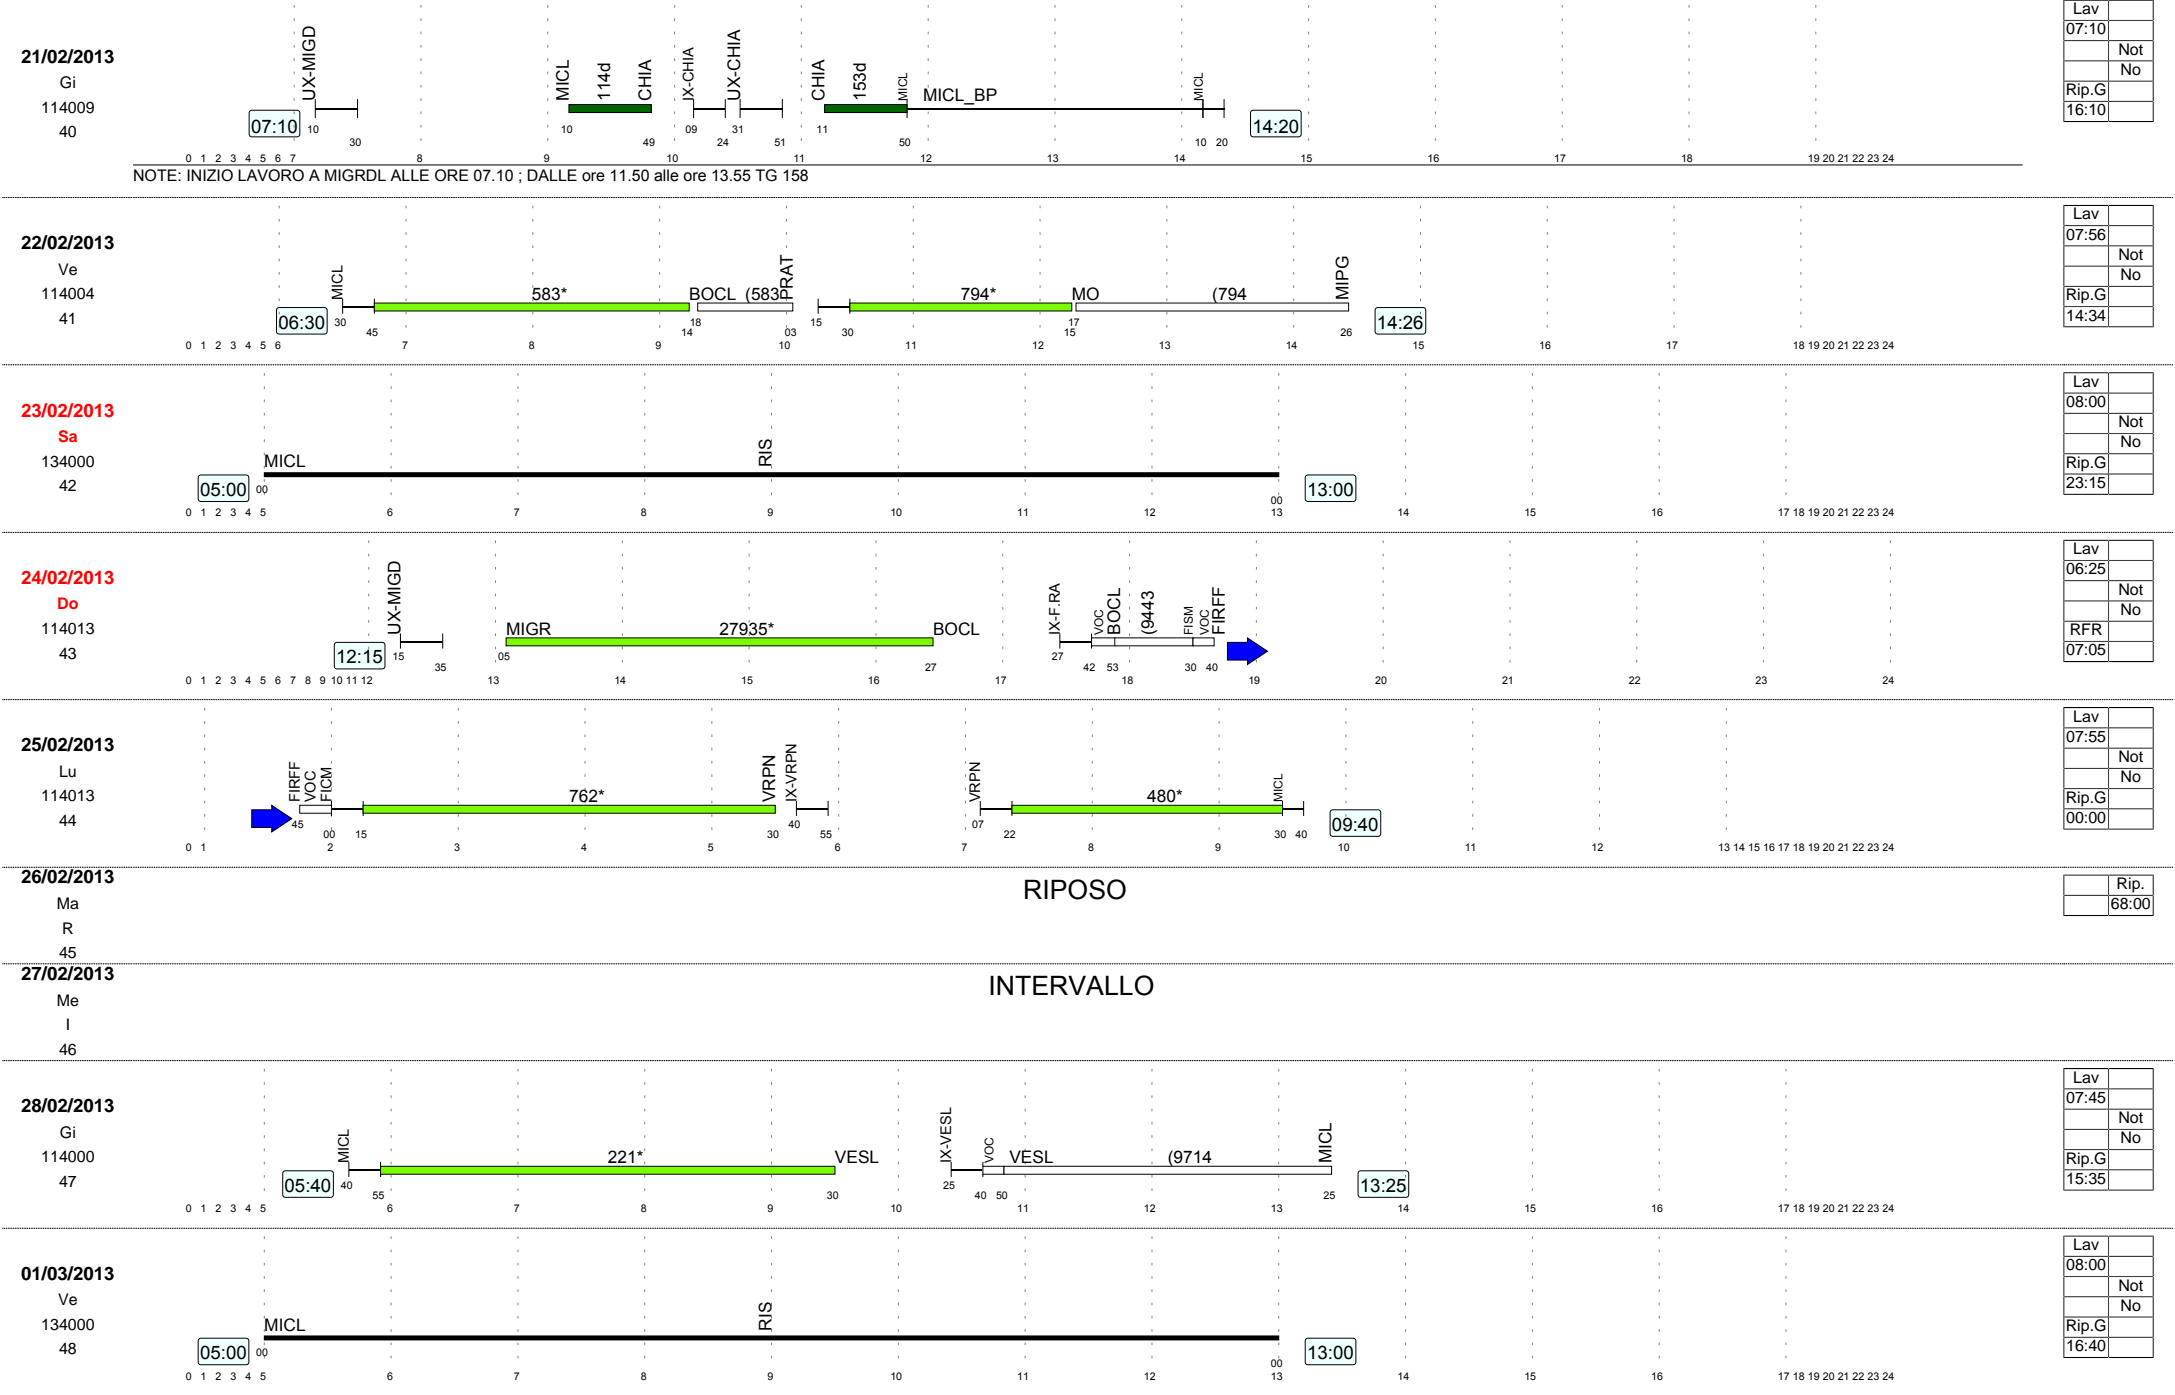 21/02/2013
Gi
114009
40
07:10
UX-MIGD
10 30
MICL 114d CHIA
10 49
IX-CHIA UX-CHIA
09 24 31 51
CHIA 153d MICL MICL_BP MICL
11 50 10 20
14:20
0 1 2 3 4 5 6 7 8 9 10 11 12 13 14 15 16 17 18 19 20 21 22 23 24
NOTE: INIZIO LAVORO A MIGRDL ALLE ORE 07.10 ; DALLE ore 11.50 alle ore 13.55 TG 158
Lav
07:10
Not
No
Rip.G
16:10
22/02/2013
Ve
114004
41
06:30
MICL 583* BOCL (583 PRAT 794* MO (794 MIPG
30 45 14 18 03 15 30 15 17 26
14:26
0 1 2 3 4 5 6 7 8 9 10 11 12 13 14 15 16 17 18 19 20 21 22 23 24
Lav
07:56
Not
No
Rip.G
14:34
23/02/2013
Sa
134000
42
05:00
MICL RIS
00 00
13:00
0 1 2 3 4 5 6 7 8 9 10 11 12 13 14 15 16 17 18 19 20 21 22 23 24
Lav
08:00
Not
No
Rip.G
23:15
24/02/2013
Do
114013
43
12:15
UX-MIGD MIGR 27935* BOCL IX-F.RA VOC BOCL (9443 FISM VOC FIRFF
15 35 05 27 27 42 53 30 40
0 1 2 3 4 5 6 7 8 9 10 11 12 13 14 15 16 17 18 19 20 21 22 23 24
Lav
06:25
Not
No
RFR
07:05
25/02/2013
Lu
114013
44
FIRFF VOC FICM 762* VRPN IX-VRPN VRPN 480* MICL
45 00 15 30 40 55 07 22 30 40
09:40
0 1 2 3 4 5 6 7 8 9 10 11 12 13 14 15 16 17 18 19 20 21 22 23 24
Lav
07:55
Not
No
Rip.G
00:00
26/02/2013
Ma
R
45
RIPOSO
Rip.
68:00
27/02/2013
Me
I
46
INTERVALLO
28/02/2013
Gi
114000
47
05:40
MICL 221* VESL IX-VESL VOC VESL (9714 MICL
40 55 30 25 40 50 25
13:25
0 1 2 3 4 5 6 7 8 9 10 11 12 13 14 15 16 17 18 19 20 21 22 23 24
Lav
07:45
Not
No
Rip.G
15:35
01/03/2013
Ve
134000
48
05:00
MICL RIS
00 00
13:00
0 1 2 3 4 5 6 7 8 9 10 11 12 13 14 15 16 17 18 19 20 21 22 23 24
Lav
08:00
Not
No
Rip.G
16:40